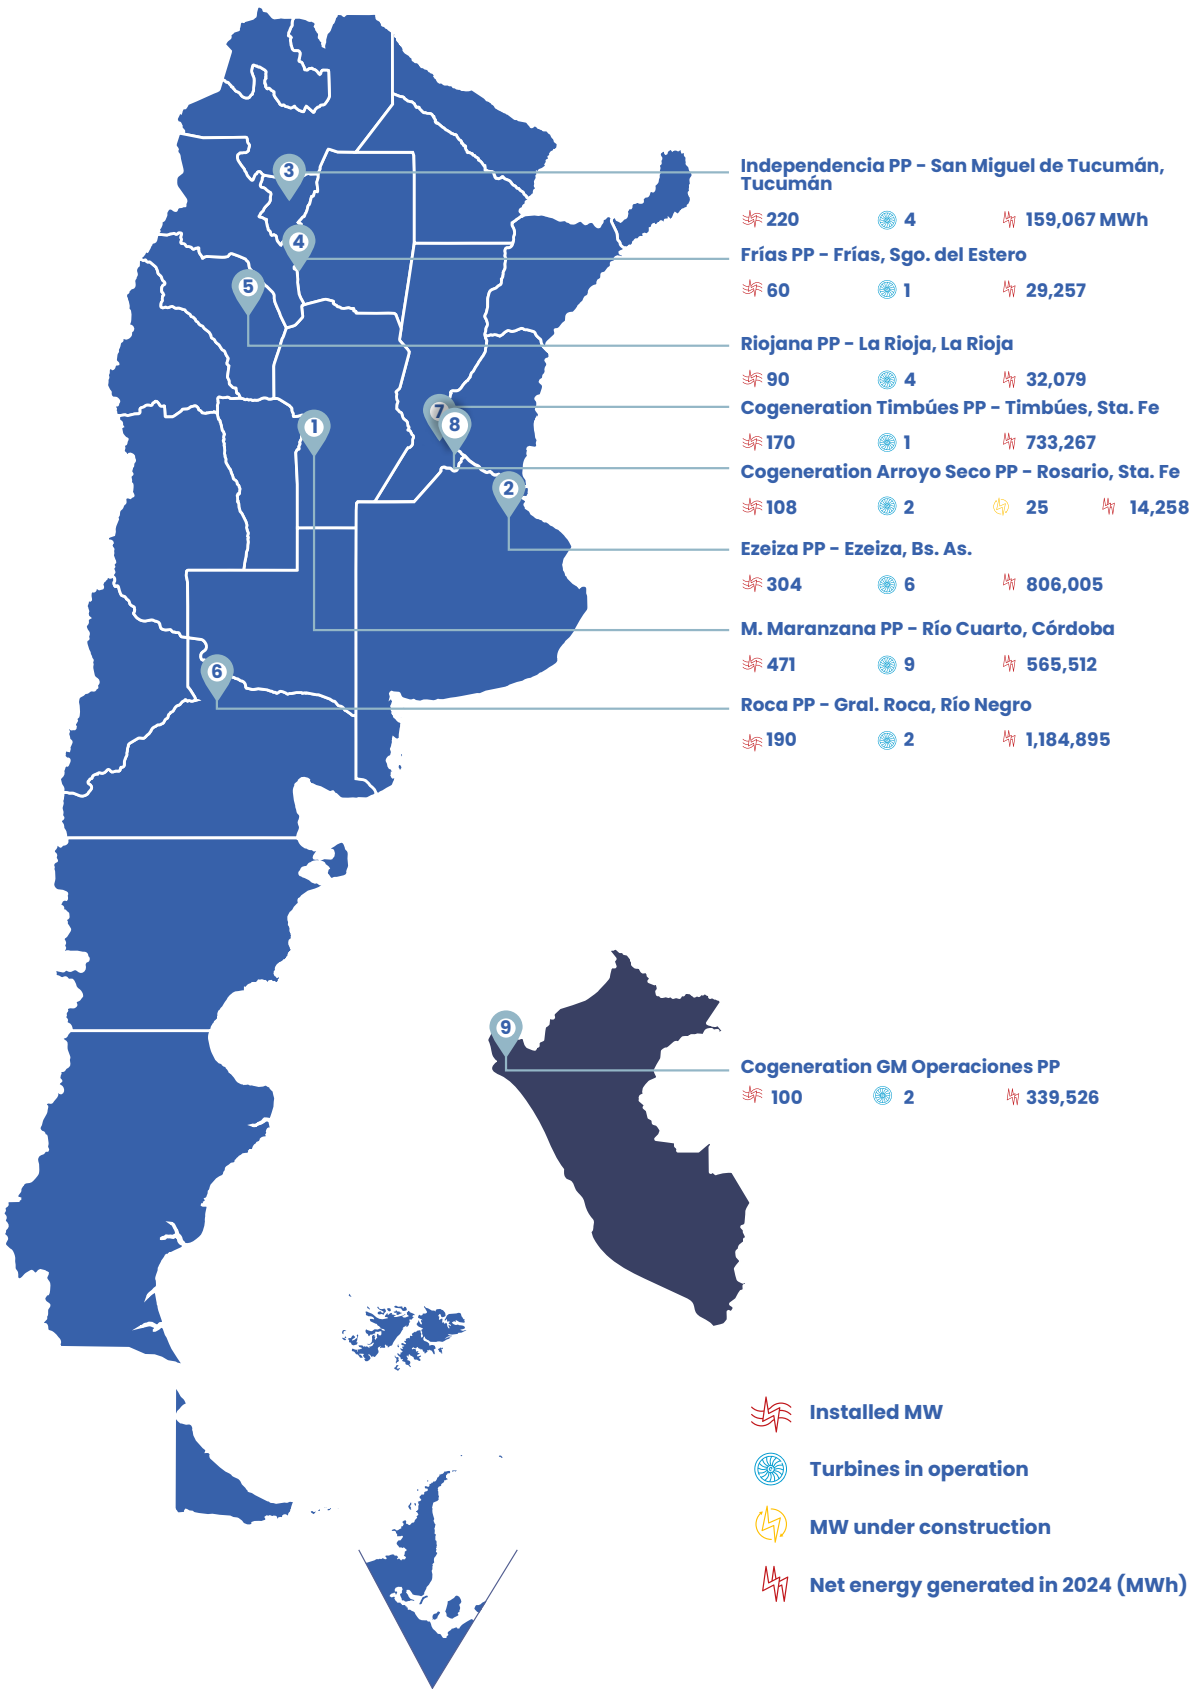 3
Independencia PP - San Miguel de Tucumán,
Tucumán
220 4 159,067 MWh
4
Frías PP - Frías, Sgo. del Estero
60 1 29,257
5
Riojana PP - La Rioja, La Rioja
90 4 32,079
7
Cogeneration Timbúes PP - Timbúes, Sta. Fe
170 1 733,267
8
Cogeneration Arroyo Seco PP - Rosario, Sta. Fe
108 2 25 14,258
2
Ezeiza PP - Ezeiza, Bs. As.
304 6 806,005
1
M. Maranzana PP - Río Cuarto, Córdoba
471 9 565,512
6
Roca PP - Gral. Roca, Río Negro
190 2 1,184,895
9
Cogeneration GM Operaciones PP
100 2 339,526
Installed MW
Turbines in operation
MW under construction
Net energy generated in 2024 (MWh)